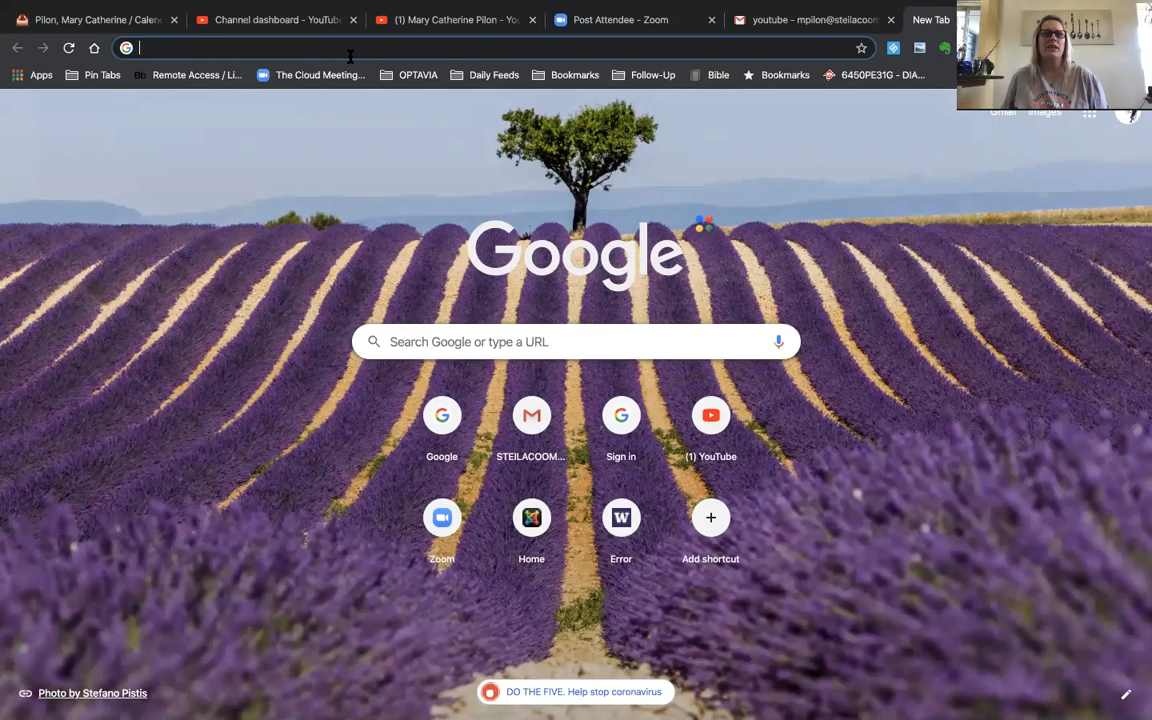 Pilon, Mary Catherine / Calen
Channel dashboard - YouTube
(1) Mary Catherine Pilon - You
Post Attendee - Zoom
youtube - mpilon@steilacoom
New Tab
Apps
Pin Tabs
Bb Remote Access / Li...
The Cloud Meeting...
OPTAVIA
Daily Feeds
Bookmarks
Follow-Up
Bible
Bookmarks
6450PE31G - DIA...
Gmail Images
Google
Search Google or type a URL
Google
STEILACOOM...
Sign in
(1) YouTube
Zoom
Home
W
Error
Add shortcut
Photo by Stefano Pistis
DO THE FIVE. Help stop coronavirus